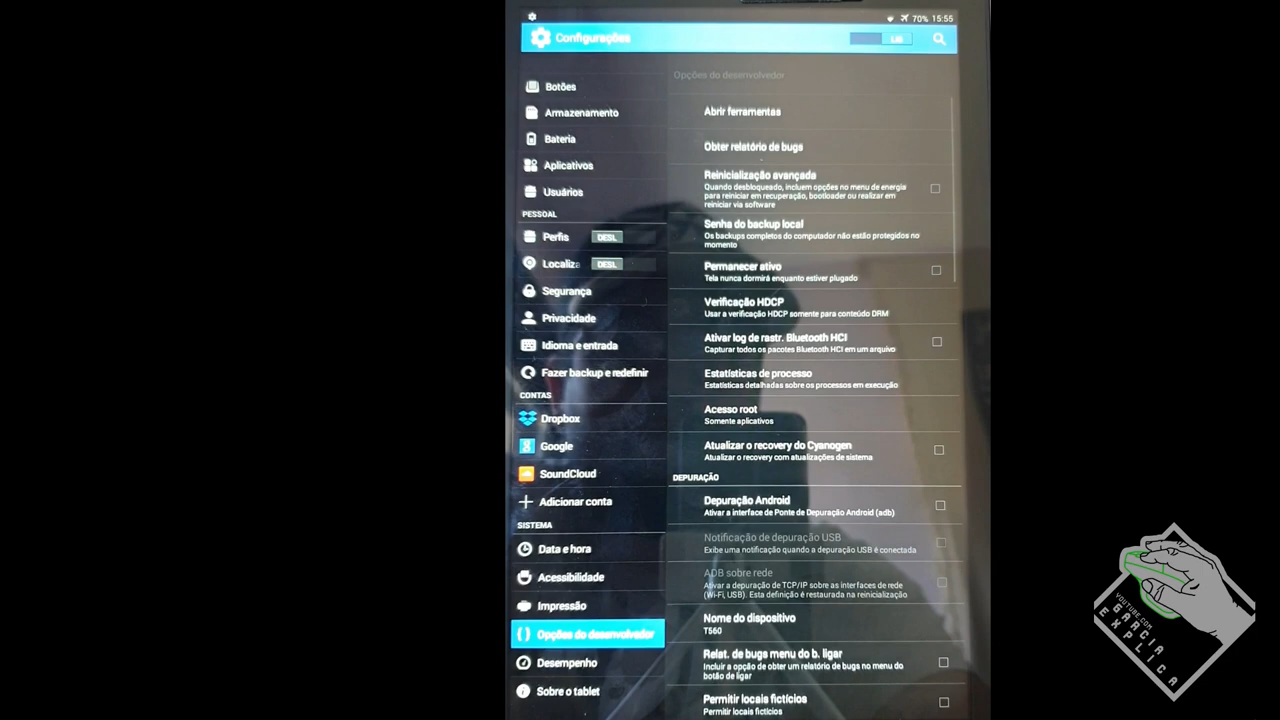 70% 15:55
Configurações
LIG
Botões
Armazenamento
Bateria
Aplicativos
Usuários
PESSOAL
Perfis DESL
Localiza DESL
Segurança
Privacidade
Idioma e entrada
Fazer backup e redefinir
CONTAS
Dropbox
Google
SoundCloud
Adicionar conta
SISTEMA
Data e hora
Acessibilidade
Impressão
Opções do desenvolvedor
Desempenho
Sobre o tablet
Opções do desenvolvedor
Abrir ferramentas
Obter relatório de bugs
Reinicialização avançada
Quando desbloqueado, incluem opções no menu de energia
para reiniciar em recuperação, bootloader ou realizar em
reiniciar via software
Senha do backup local
Os backups completos do computador não estão protegidos no
momento
Permanecer ativo
Tela nunca dormirá enquanto estiver plugado
Verificação HDCP
Usar a verificação HDCP somente para conteúdo DRM
Ativar log de rastr. Bluetooth HCI
Capturar todos os pacotes Bluetooth HCI em um arquivo
Estatísticas de processo
Estatísticas detalhadas sobre os processos em execução
Acesso root
Somente aplicativos
Atualizar o recovery do Cyanogen
Atualizar o recovery com atualizações de sistema
DEPURAÇÃO
Depuração Android
Ativar a interface de Ponte de Depuração Android (adb)
Notificação de depuração USB
Exibe uma notificação quando a depuração USB é conectada
ADB sobre rede
Ativar a depuração de TCP/IP sobre as interfaces de rede
(Wi-Fi, USB). Esta definição é restaurada na reinicialização
Nome do dispositivo
T560
Relat. de bugs menu do b. ligar
Incluir a opção de obter um relatório de bugs no menu do
botão de ligar
Permitir locais fictícios
Permitir locais fictícios
YOUTUBE.COM
GARCIA
EXPLICA